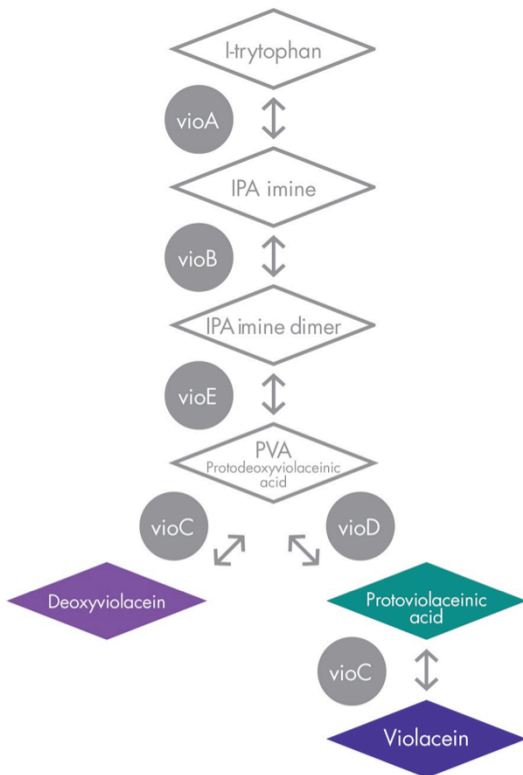 l-trytophan
vioA
IPA imine
vioB
IPA imine dimer
vioE
PVA
Protodeoxyviolaceinic
acid
vioC
vioD
Deoxyviolacein
Protoviolaceinic
acid
vioC
Violacein